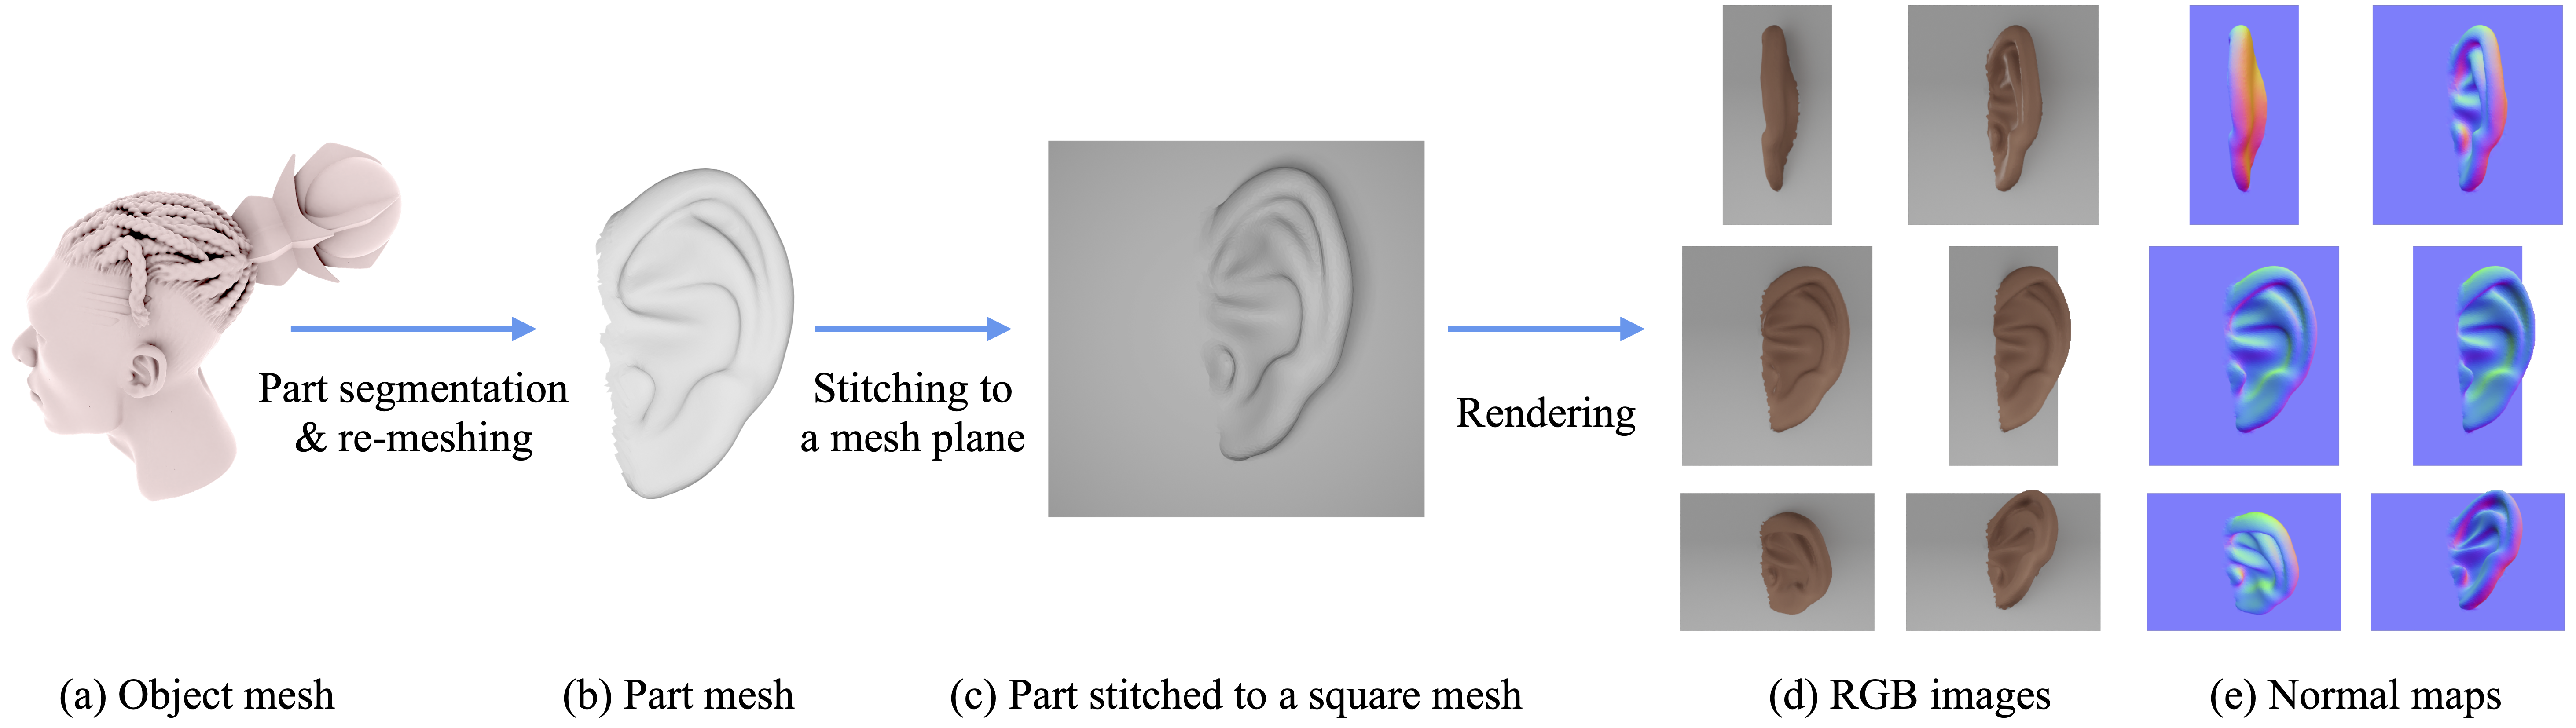 Part segmentation
& re-meshing
Stitching to
a mesh plane
Rendering
(a) Object mesh
(b) Part mesh
(c) Part stitched to a square mesh
(d) RGB images
(e) Normal maps